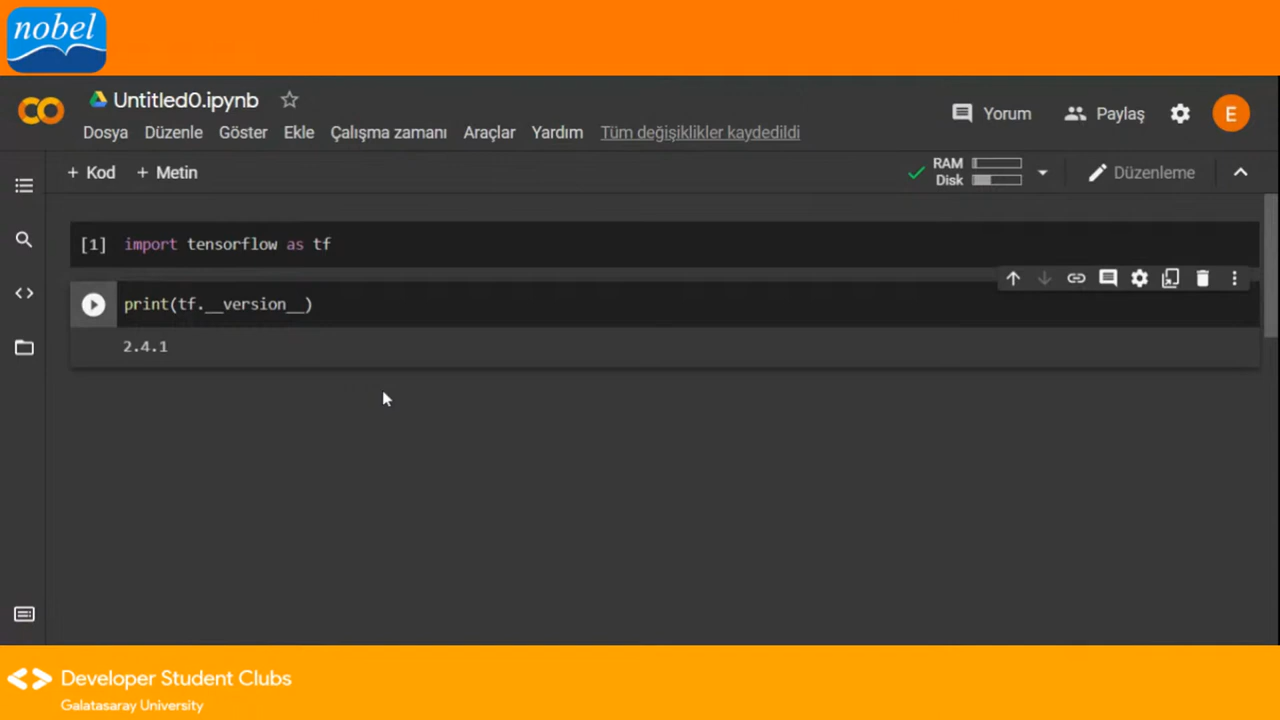 nobel
Untitled0.ipynb
Dosya Düzenle Göster Ekle Çalışma zamanı Araçlar Yardım Tüm değişiklikler kaydedildi
Yorum Paylaş E
+ Kod + Metin
RAM
Disk
Düzenleme
[1] import tensorflow as tf
print(tf.__version__)
2.4.1
Developer Student Clubs
Galatasaray University